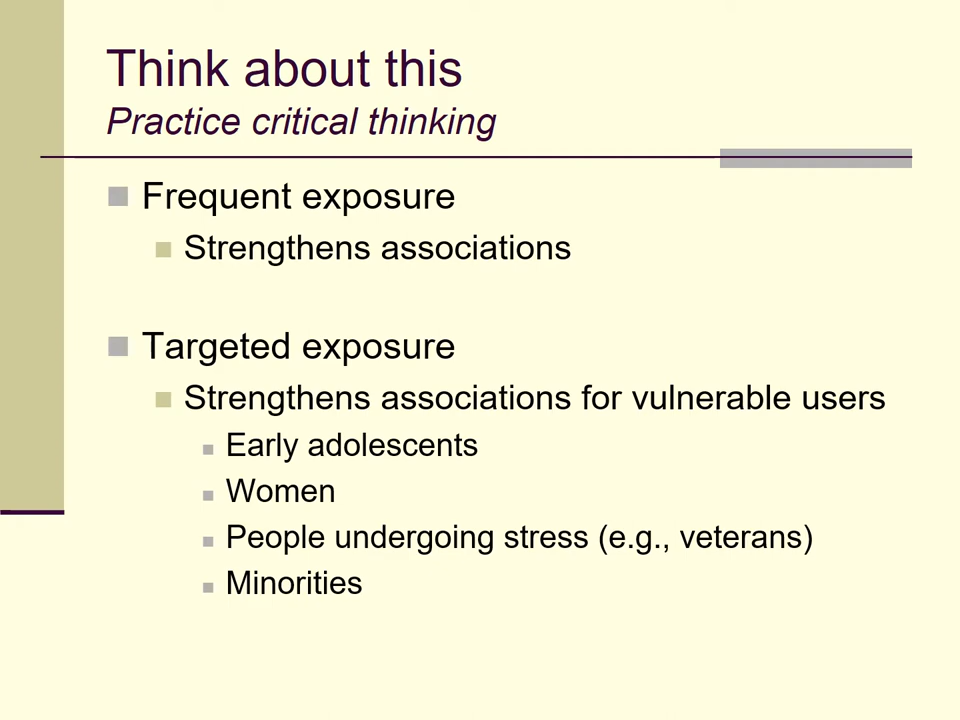 Think about this
Practice critical thinking
Frequent exposure
Strengthens associations
Targeted exposure
Strengthens associations for vulnerable users
Early adolescents
Women
People undergoing stress (e.g., veterans)
Minorities